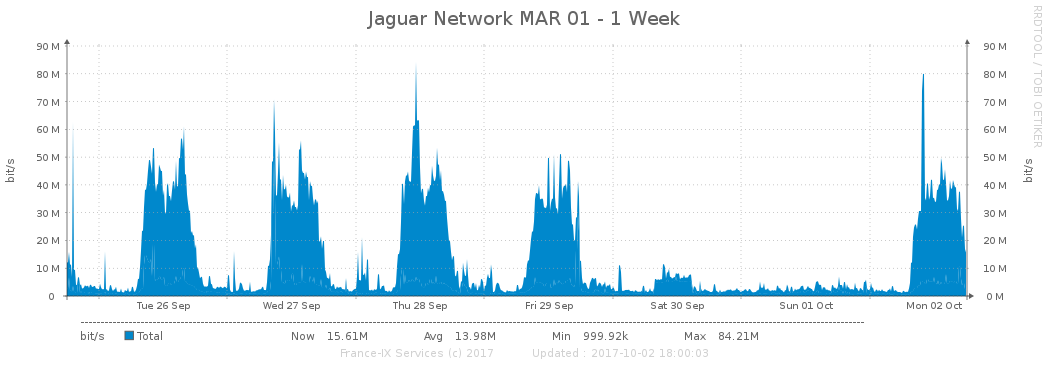 Jaguar Network MAR 01 - 1 Week
RRDTOOL / TOBI OETIKER
bit/s
bit/s
90 M 90 M
80 M 80 M
70 M 70 M
60 M 60 M
50 M 50 M
40 M 40 M
30 M 30 M
20 M 20 M
10 M 10 M
0 0 M
Tue 26 Sep Wed 27 Sep Thu 28 Sep Fri 29 Sep Sat 30 Sep Sun 01 Oct Mon 02 Oct
bit/s Total Now 15.61M Avg 13.98M Min 999.92k Max 84.21M
France-IX Services (c) 2017 Updated : 2017-10-02 18:00:03